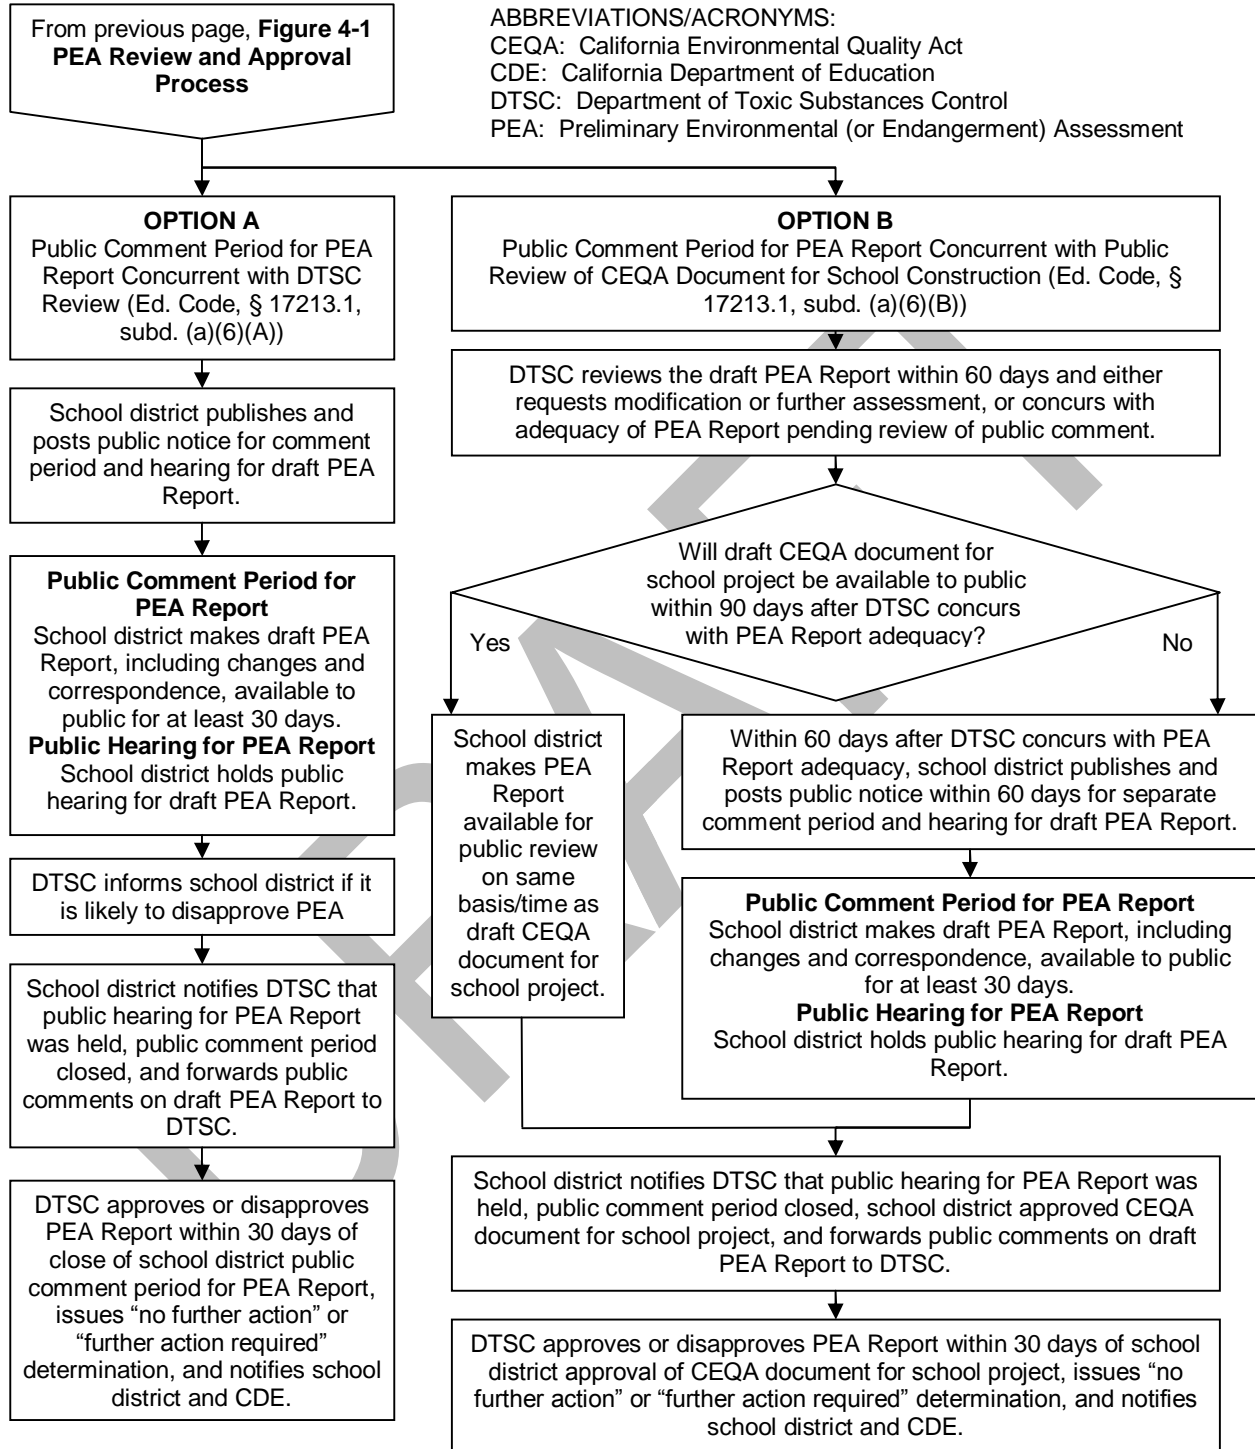 From previous page, Figure 4-1
PEA Review and Approval
Process
ABBREVIATIONS/ACRONYMS:
CEQA:  California Environmental Quality Act
CDE:  California Department of Education
DTSC:  Department of Toxic Substances Control
PEA:  Preliminary Environmental (or Endangerment) Assessment
OPTION A
Public Comment Period for PEA
Report Concurrent with DTSC
Review (Ed. Code, § 17213.1,
subd. (a)(6)(A))
School district publishes and
posts public notice for comment
period and hearing for draft PEA
Report.
Public Comment Period for
PEA Report
School district makes draft PEA
Report, including changes and
correspondence, available to
public for at least 30 days.
Public Hearing for PEA Report
School district holds public
hearing for draft PEA Report.
DTSC informs school district if it
is likely to disapprove PEA
School district notifies DTSC that
public hearing for PEA Report
was held, public comment period
closed, and forwards public
comments on draft PEA Report to
DTSC.
DTSC approves or disapproves
PEA Report within 30 days of
close of school district public
comment period for PEA Report,
issues “no further action” or
“further action required”
determination, and notifies school
district and CDE.
OPTION B
Public Comment Period for PEA Report Concurrent with Public
Review of CEQA Document for School Construction (Ed. Code, §
17213.1, subd. (a)(6)(B))
DTSC reviews the draft PEA Report within 60 days and either
requests modification or further assessment, or concurs with
adequacy of PEA Report pending review of public comment.
Will draft CEQA document for
school project be available to public
within 90 days after DTSC concurs
with PEA Report adequacy?
Yes
No
School district
makes PEA
Report
available for
public review
on same
basis/time as
draft CEQA
document for
school project.
Within 60 days after DTSC concurs with PEA
Report adequacy, school district publishes and
posts public notice within 60 days for separate
comment period and hearing for draft PEA Report.
Public Comment Period for PEA Report
School district makes draft PEA Report, including
changes and correspondence, available to public
for at least 30 days.
Public Hearing for PEA Report
School district holds public hearing for draft PEA
Report.
School district notifies DTSC that public hearing for PEA Report was
held, public comment period closed, school district approved CEQA
document for school project, and forwards public comments on draft
PEA Report to DTSC.
DTSC approves or disapproves PEA Report within 30 days of school
district approval of CEQA document for school project, issues “no
further action” or “further action required” determination, and notifies
school district and CDE.
DRAFT